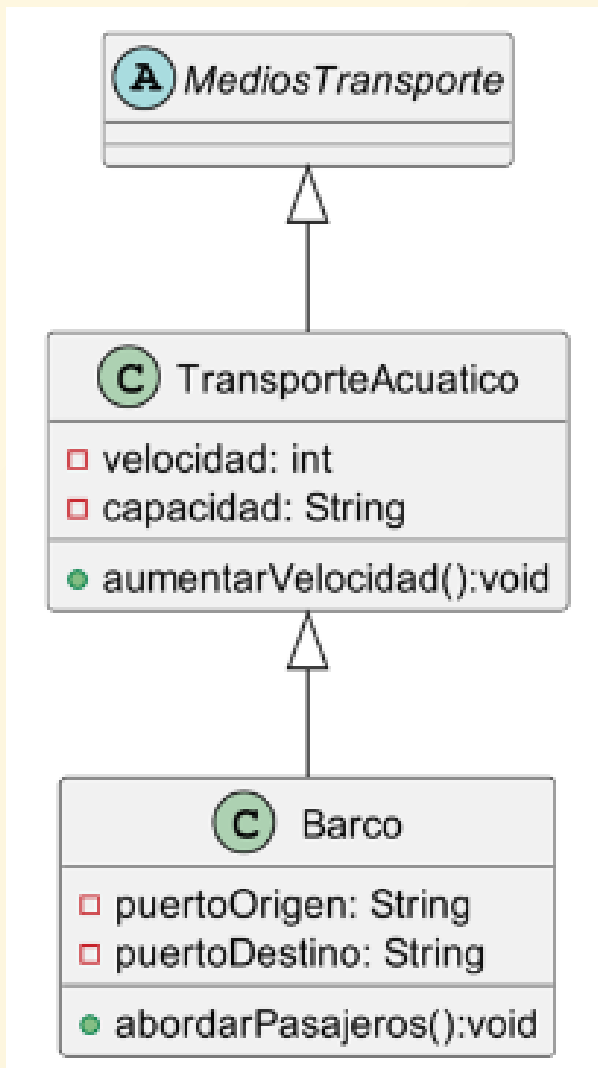 A MediosTransporte
C TransporteAcuatico
velocidad: int
capacidad: String
aumentarVelocidad():void
C Barco
puertoOrigen: String
puertoDestino: String
abordarPasajeros():void